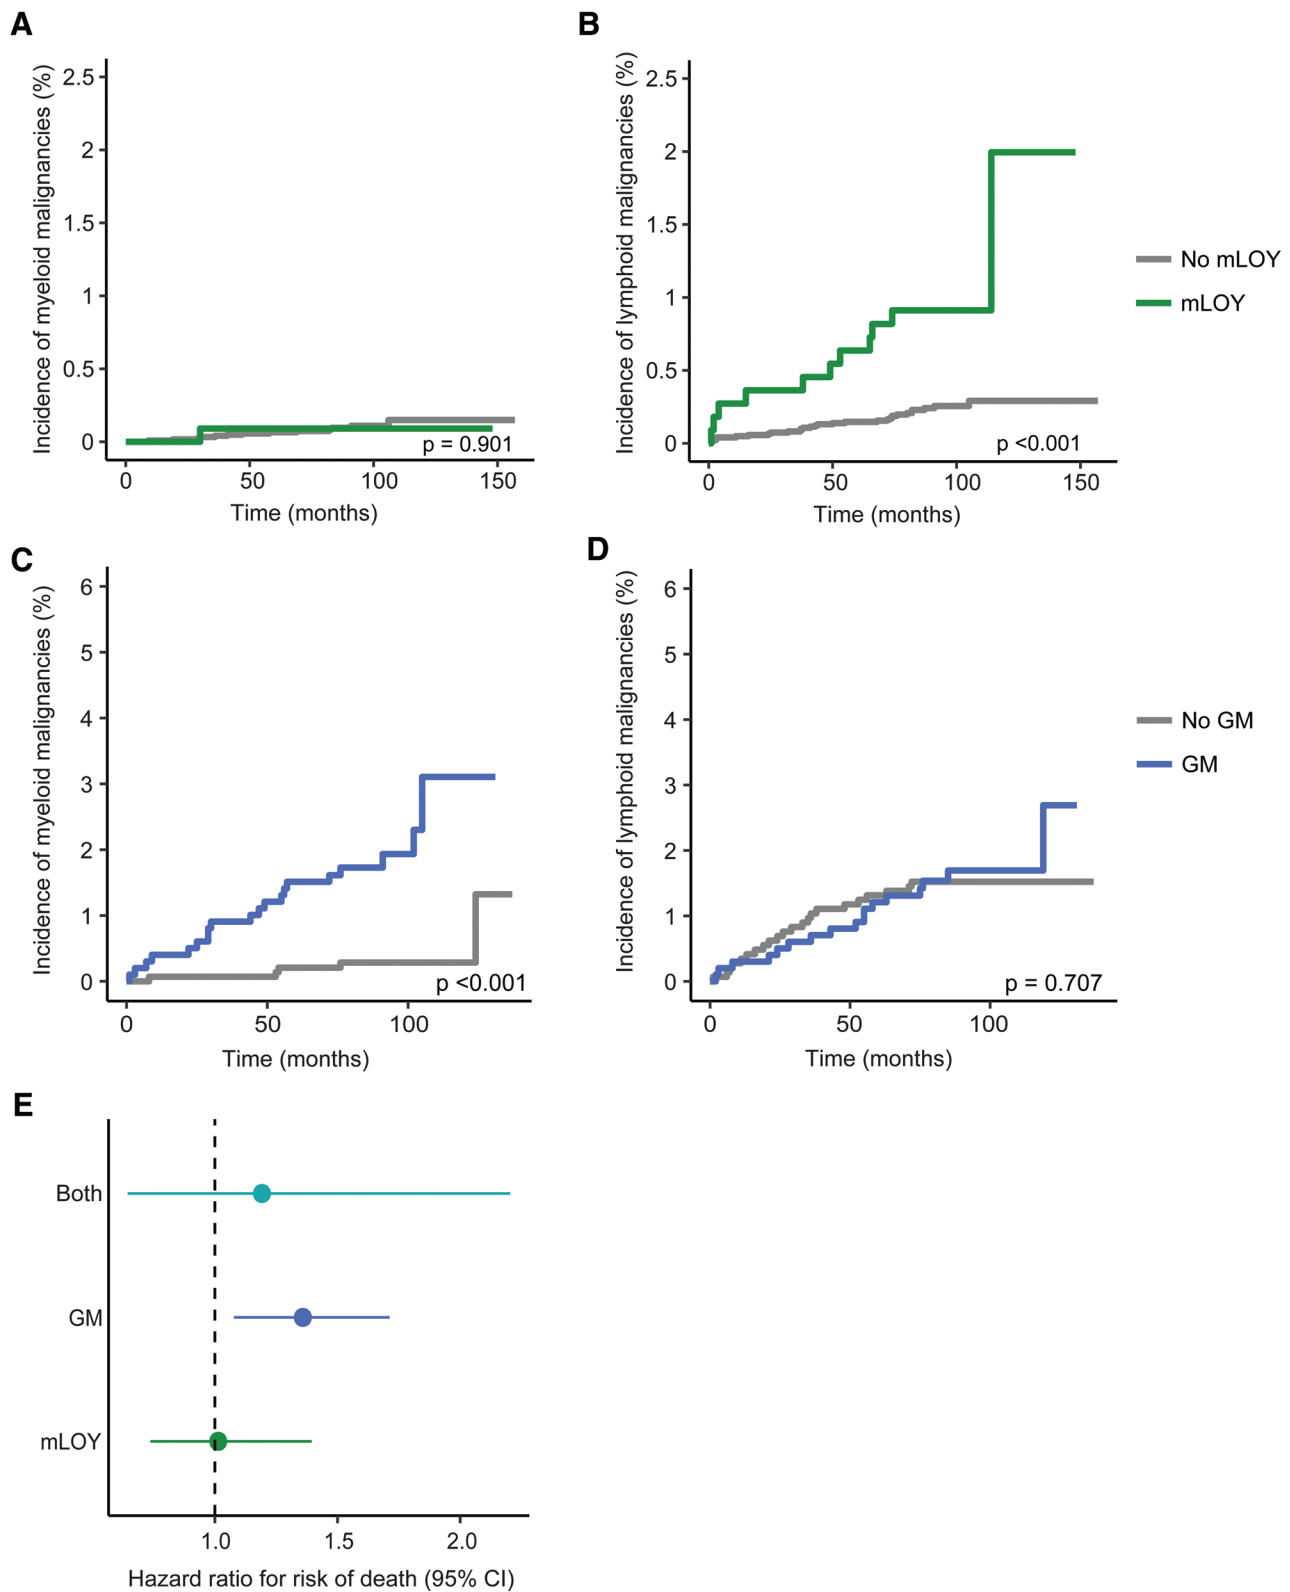 A
Incidence of myeloid malignancies (%)
2.5
2
1.5
1
0.5
0
p = 0.901
0 50 100 150
Time (months)
B
Incidence of lymphoid malignancies (%)
2.5
2
1.5
1
0.5
0
p <0.001
0 50 100 150
Time (months)
No mLOY
mLOY
C
Incidence of myeloid malignancies (%)
6
5
4
3
2
1
0
p <0.001
0 50 100
Time (months)
D
Incidence of lymphoid malignancies (%)
6
5
4
3
2
1
0
p = 0.707
0 50 100
Time (months)
No GM
GM
E
Both
GM
mLOY
1.0 1.5 2.0
Hazard ratio for risk of death (95% CI)